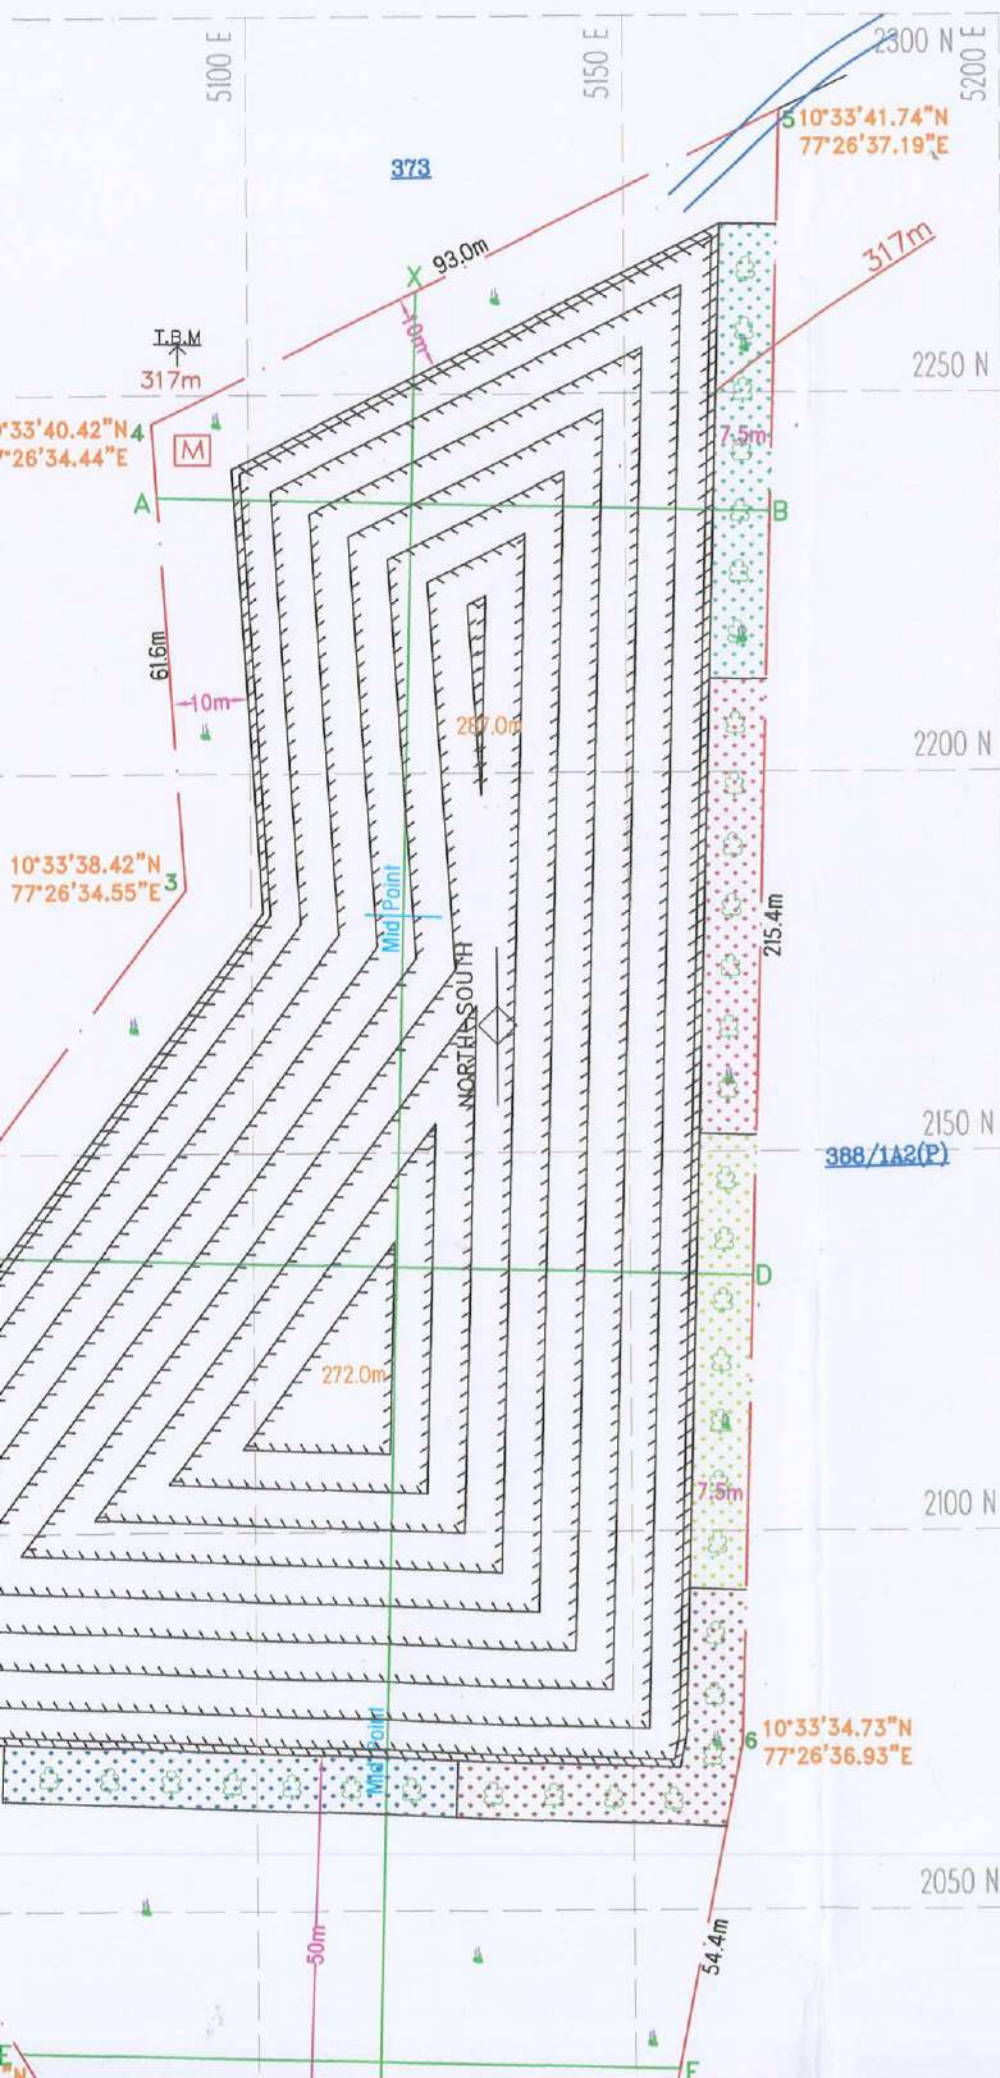 5100 E
5150 E
2300 N
5200 E
5
10°33'41.74"N
77°26'37.19"E
373
93.0m
X
10m
317m
T.B.M
317m
2250 N
°33'40.42"N
4
°26'34.44"E
M
7.5m
A
B
61.6m
10m
287.0m
2200 N
10°33'38.42"N
77°26'34.55"E
3
Mid Point
215.4m
NORTH-SOUTH
2150 N
388/1A2(P)
D
272.0m
7.5m
2100 N
Mid Point
6
10°33'34.73"N
77°26'36.93"E
2050 N
50m
54.4m
E
"N
F